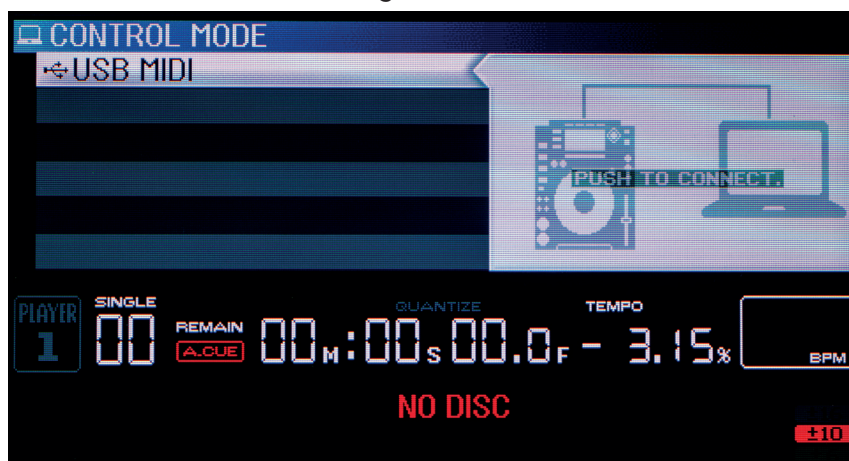 CONTROL MODE
USB MIDI
PUSH TO CONNECT.
PLAYER 1
SINGLE 00
REMAIN
A.CUE
00M:00S00.0F
QUANTIZE
TEMPO
-3.15%
BPM
NO DISC
±10